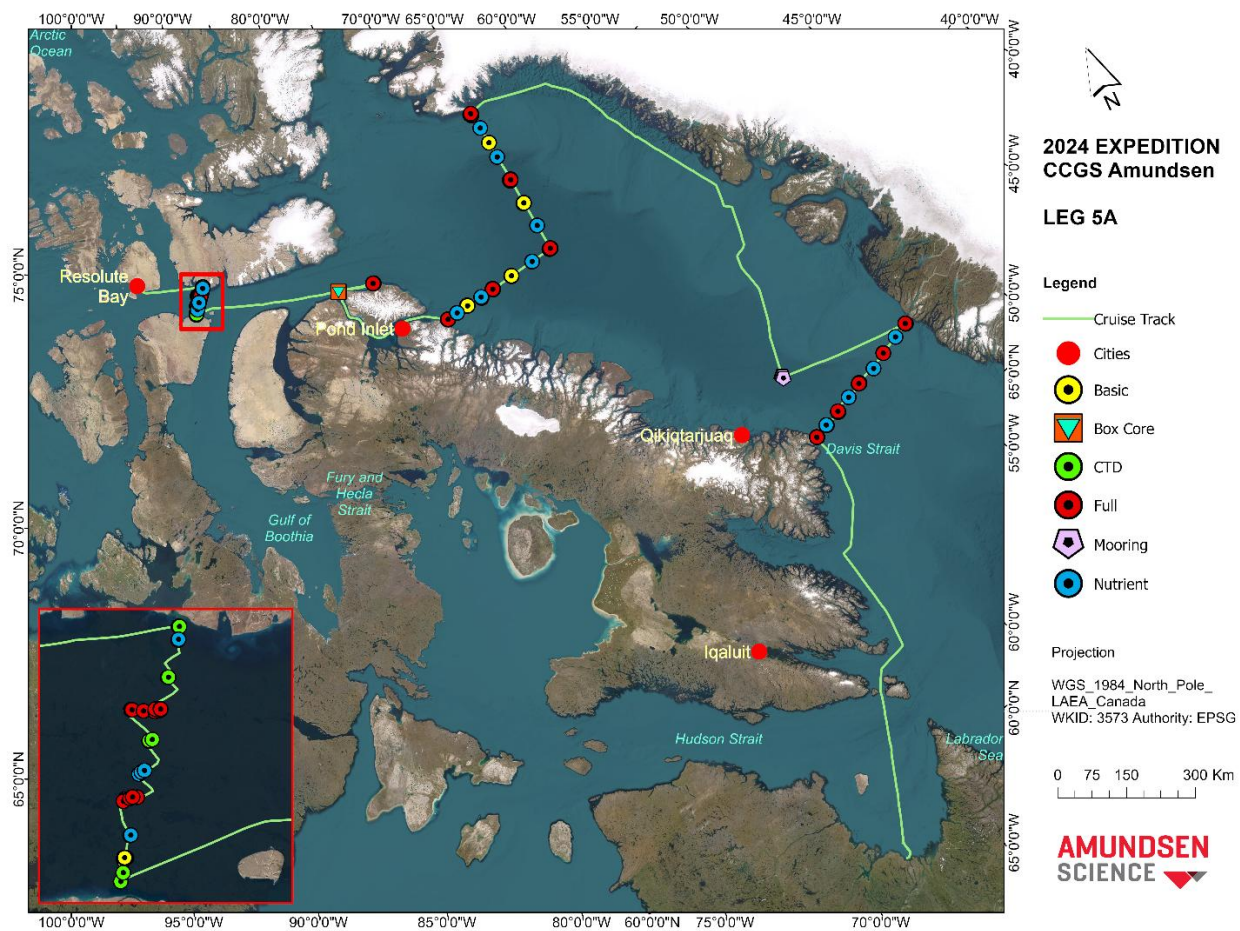 100°0'0"W
90°0'0"W
80°0'0"W
70°0'0"W
65°0'0"W
60°0'0"W
55°0'0"W
50°0'0"W
45°0'0"W
40°0'0"W
Arctic
Ocean
40°0'0"W
45°0'0"W
50°0'0"W
65°0'0"N
55°0'0"W
60°0'0"N
60°0'0"W
65°0'0"W
75°0'0"N
70°0'0"N
65°0'0"N
Resolute
Bay
Pond Inlet
Qikiqtarjuaq
Davis Strait
Fury and
Hecla
Strait
Gulf of
Boothia
Iqaluit
Hudson Strait
Labrador
Sea
100°0'0"W
95°0'0"W
90°0'0"W
85°0'0"W
80°0'0"W
75°0'0"W
70°0'0"W
N
2024 EXPEDITION
CCGS Amundsen
LEG 5A
Legend
Cruise Track
Cities
Basic
Box Core
CTD
Full
Mooring
Nutrient
Projection
WGS_1984_North_Pole_
LAEA_Canada
WKID: 3573 Authority: EPSG
0 75 150 300 Km
AMUNDSEN
SCIENCE